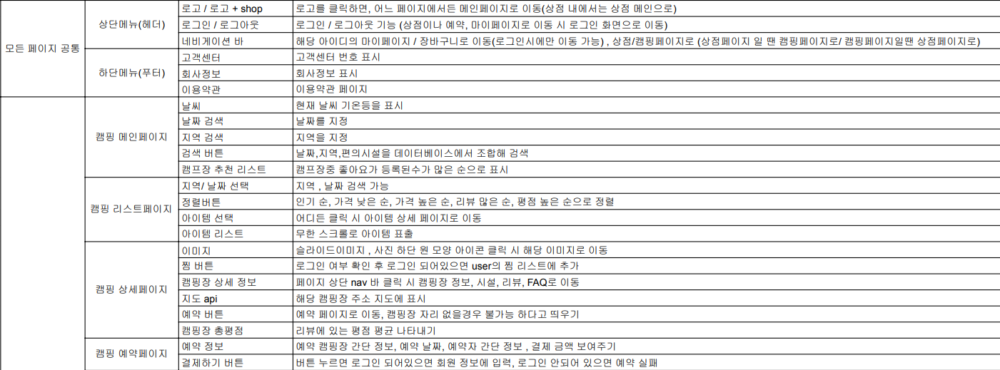 모든 페이지 공통
상단메뉴(헤더)
로고 / 로고 + shop 로고를 클릭하면, 어느 페이지에서든 메인페이지로 이동(상점 내에서는 상점 메인으로)
로그인 / 로그아웃 로그인 / 로그아웃 기능 (상점이나 예약, 마이페이지로 이동 시 로그인 화면으로 이동)
네비게이션 바 해당 아이디의 마이페이지 / 장바구니로 이동(로그인시에만 이동 가능) , 상점/캠핑페이지로 (상점페이지 일 땐 캠핑페이지로/ 캠핑페이지일땐 상점페이지로)
하단메뉴(푸터)
고객센터 고객센터 번호 표시
회사정보 회사정보 표시
이용약관 이용약관 페이지
캠핑 메인페이지
날씨 현재 날씨 기온등을 표시
날짜 검색 날짜를 지정
지역 검색 지역을 지정
검색 버튼 날짜,지역,편의시설을 데이터베이스에서 조합해 검색
캠프장 추천 리스트 캠프장중 좋아요가 등록된수가 많은 순으로 표시
캠핑 리스트페이지
지역/ 날짜 선택 지역 , 날짜 검색 가능
정렬버튼 인기 순, 가격 낮은 순, 가격 높은 순, 리뷰 많은 순, 평점 높은 순으로 정렬
아이템 선택 어디든 클릭 시 아이템 상세 페이지로 이동
아이템 리스트 무한 스크롤로 아이템 표출
캠핑 상세페이지
이미지 슬라이드이미지 , 사진 하단 원 모양 아이콘 클릭 시 해당 이미지로 이동
찜 버튼 로그인 여부 확인 후 로그인 되어있으면 user의 찜 리스트에 추가
캠핑장 상세 정보 페이지 상단 nav 바 클릭 시 캠핑장 정보, 시설, 리뷰, FAQ로 이동
지도 api 해당 캠핑장 주소 지도에 표시
예약 버튼 예약 페이지로 이동, 캠핑장 자리 없을경우 불가능 하다고 띄우기
캠핑장 총평점 리뷰에 있는 평점 평균 나타내기
캠핑 예약페이지
예약 정보 예약 캠핑장 간단 정보, 예약 날짜, 예약자 간단 정보 , 결제 금액 보여주기
결제하기 버튼 버튼 누르면 로그인 되어있으면 회원 정보에 입력, 로그인 안되어 있으면 예약 실패